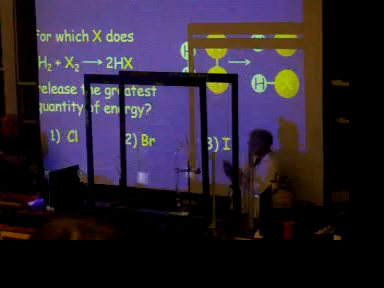 for which X does
H₂ + X₂ → 2HX
release the greatest
quantity of energy?
1) Cl 2) Br 3) I
H
H X